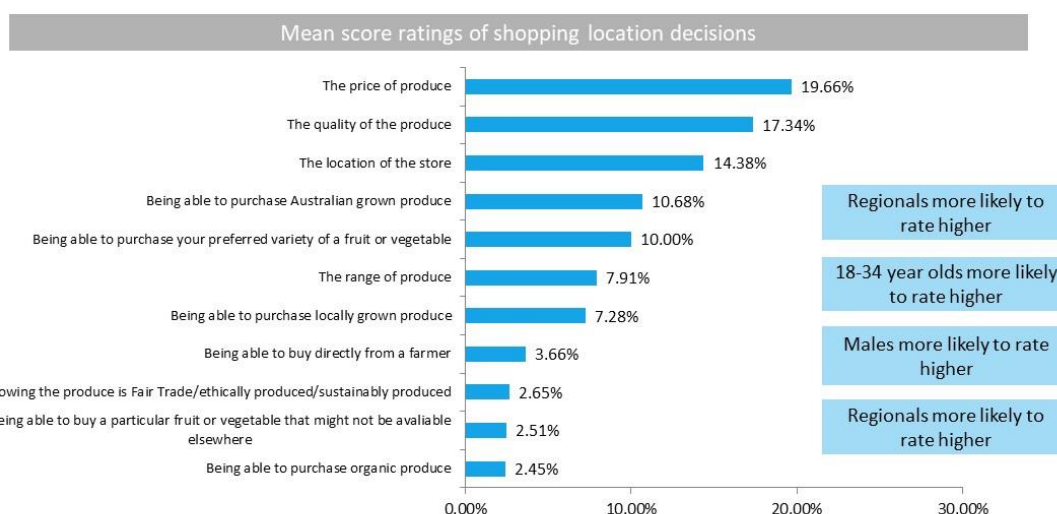 Mean score ratings of shopping location decisions
The price of produce
19.66%
The quality of the produce
17.34%
The location of the store
14.38%
Being able to purchase Australian grown produce
10.68%
Regionals more likely to
rate higher
Being able to purchase your preferred variety of a fruit or vegetable
10.00%
The range of produce
7.91%
18-34 year olds more likely
to rate higher
Being able to purchase locally grown produce
7.28%
Being able to buy directly from a farmer
3.66%
Males more likely to rate
higher
owing the produce is Fair Trade/ethically produced/sustainably produced
2.65%
eing able to buy a particular fruit or vegetable that might not be avaliable
elsewhere
2.51%
Regionals more likely to
rate higher
Being able to purchase organic produce
2.45%
0.00%
10.00%
20.00%
30.00%